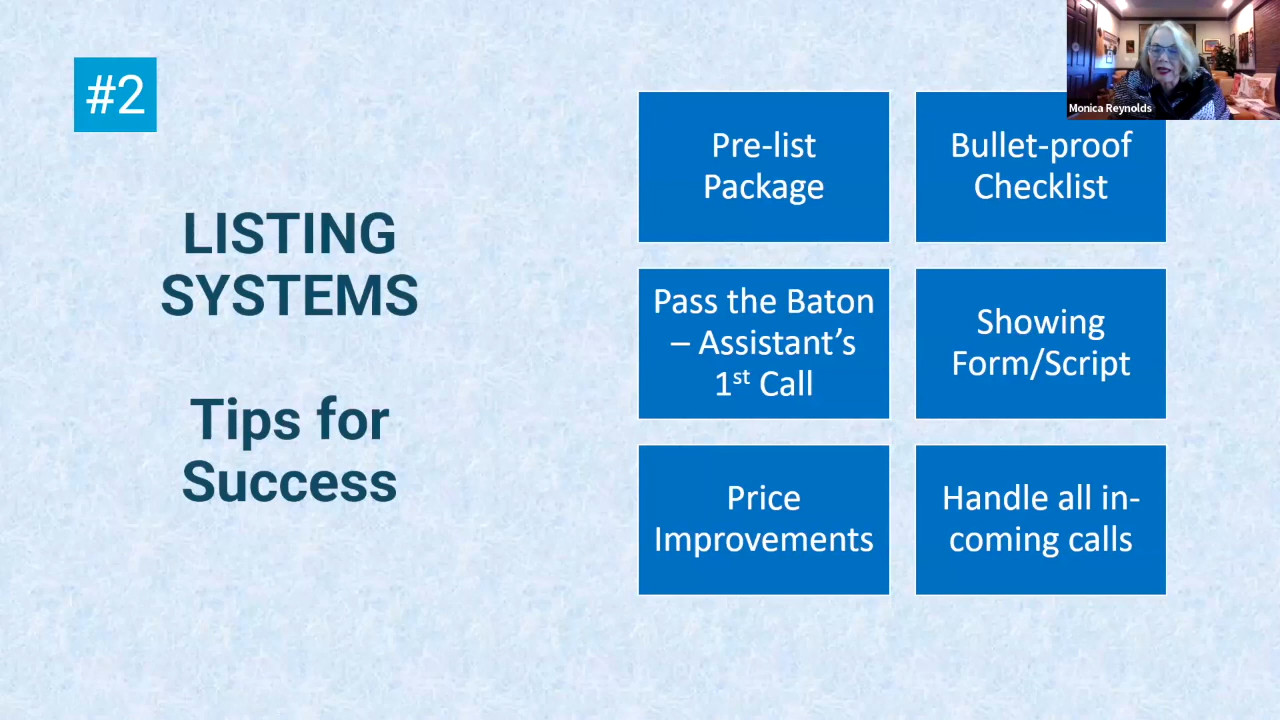 #2
LISTING
SYSTEMS
Tips for
Success
Pre-list
Package
Bullet-proof
Checklist
Pass the Baton
– Assistant’s
1st Call
Showing
Form/Script
Price
Improvements
Handle all in-
coming calls
Monica Reynolds